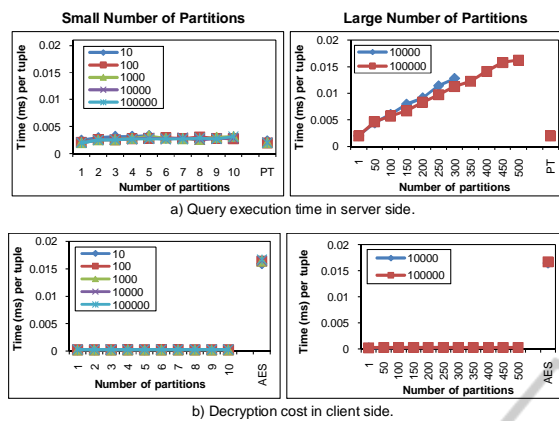 Small Number of Partitions
Large Number of Partitions
Time (ms) per tuple
0.02
0.015
0.01
0.005
0
10
100
1000
10000
100000
1 2 3 4 5 6 7 8 9 10 PT
Number of partitions
Time (ms) per tuple
0.02
0.015
0.01
0.005
0
10000
100000
1 50 100 150 200 250 300 350 400 450 500 PT
Number of partitions
a) Query execution time in server side.
Time (ms) per tuple
0.02
0.015
0.01
0.005
0
10
100
1000
10000
100000
1 2 3 4 5 6 7 8 9 10 AES
Number of partitions
Time (ms) per tuple
0.02
0.015
0.01
0.005
0
10000
100000
1 50 100 150 200 250 300 350 400 450 500 AES
Number of partitions
b) Decryption cost in client side.